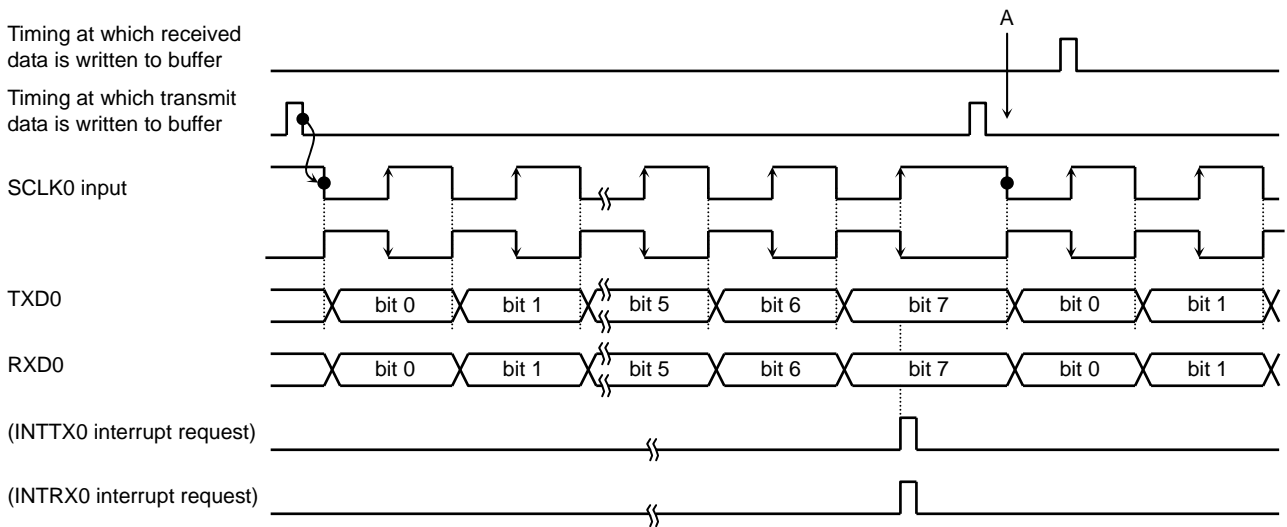 A
Timing at which received
data is written to buffer
Timing at which transmit
data is written to buffer
SCLK0 input
TXD0
bit 0
bit 1
bit 5
bit 6
bit 7
bit 0
bit 1
RXD0
bit 0
bit 1
bit 5
bit 6
bit 7
bit 0
bit 1
(INTTX0 interrupt request)
(INTRX0 interrupt request)